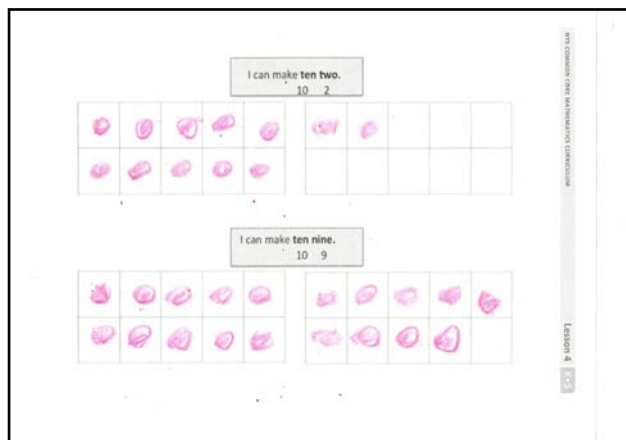 I can make ten two.
10 2
I can make ten nine.
10 9
NYS COMMON CORE MATHEMATICS CURRICULUM
Lesson 4
K•5